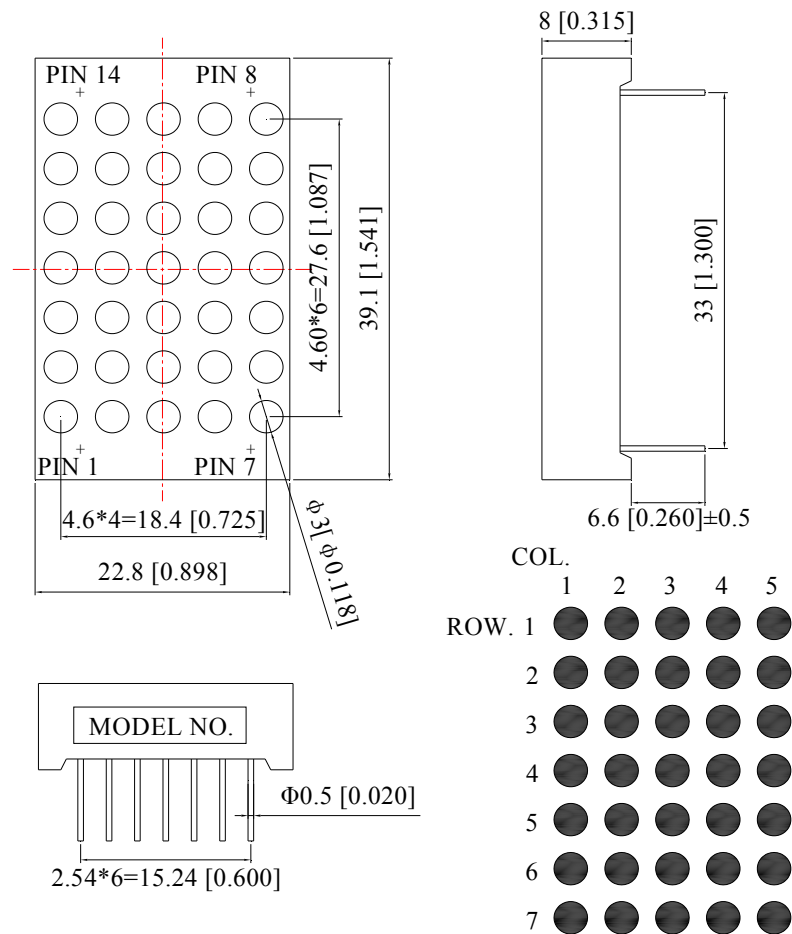 8 [0.315]
PIN 14 PIN 8
4.60*6=27.6 [1.087]
39.1 [1.541]
33 [1.300]
PIN 1 PIN 7
4.6*4=18.4 [0.725]
22.8 [0.898]
ф3[ф0.118]
6.6 [0.260]±0.5
COL.
1 2 3 4 5
ROW. 1
2
3
4
5
6
7
MODEL NO.
Φ0.5 [0.020]
2.54*6=15.24 [0.600]